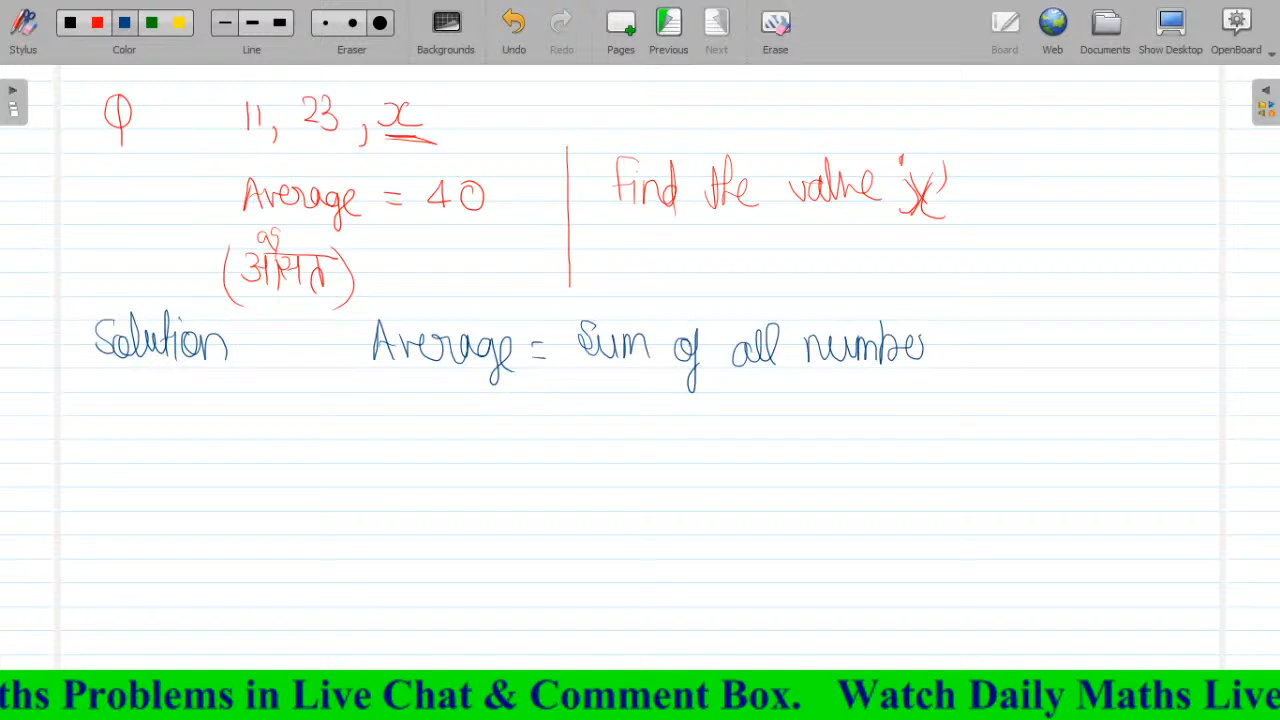 Stylus
Color
Line
Eraser
Backgrounds
Undo
Redo
Pages
Previous
Next
Erase
Board
Web
Documents
Show Desktop
OpenBoard
Q 11, 23, x
Average = 40
(औसत)
Find the value 'x'
Solution Average = Sum of all number
ths Problems in Live Chat & Comment Box. Watch Daily Maths Live